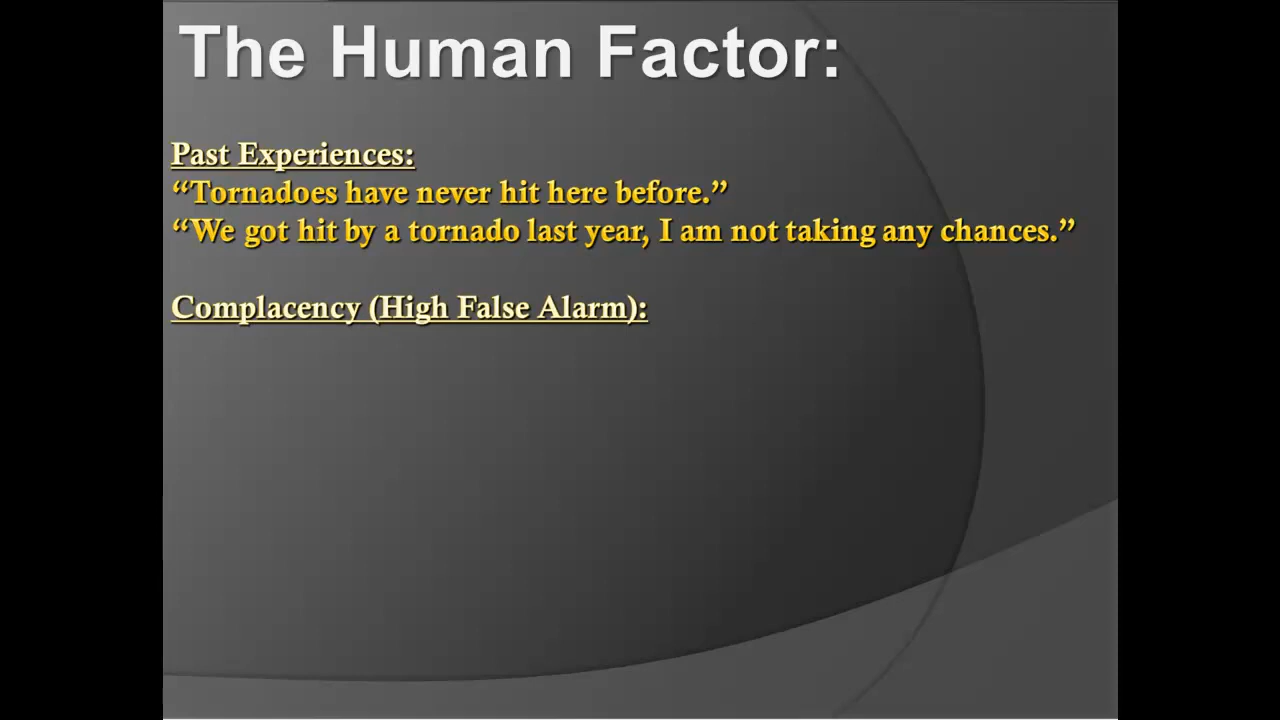 The Human Factor:
Past Experiences:
“Tornadoes have never hit here before.”
“We got hit by a tornado last year, I am not taking any chances.”
Complacency (High False Alarm):